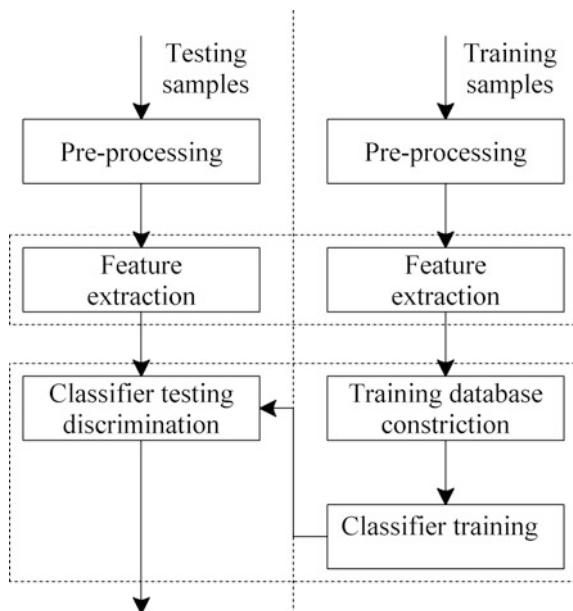 Testing
samples
Training
samples
Pre-processing
Pre-processing
Feature
extraction
Feature
extraction
Classifier testing
discrimination
Training database
constriction
Classifier training